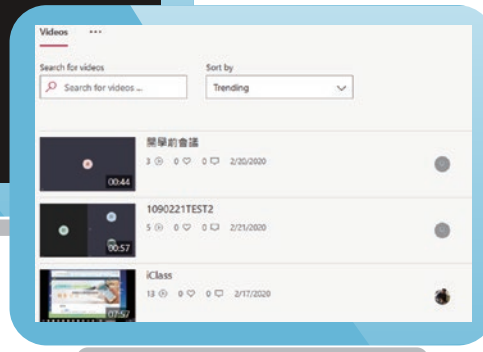 Videos ...
Search for videos
Sort by
Search for videos ...
Trending
開學前會議
3 0 0 2/20/2020
00:44
1090221TEST2
5 0 0 2/21/2020
00:57
iClass
13 0 0 2/17/2020
07:57